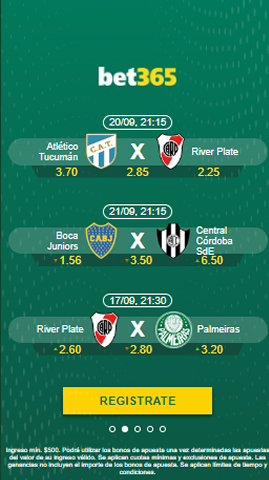 bet365
20/09, 21:15
Atlético Tucumán
C.A.T.
X
CARP
River Plate
3.70 2.85 2.25
21/09, 21:15
Boca Juniors
CABJ
X
Central Córdoba SdE
1.56 3.50 6.50
17/09, 21:30
River Plate
CARP
X
PALMEIRAS
Palmeiras
2.60 2.80 3.20
REGISTRATE
Ingreso mín. $500. Podrá utilizar los bonos de apuesta una vez determinadas las apuestas
del valor de su ingreso válido. Se aplican cuotas mínimas y exclusiones de apuesta. Las
ganancias no incluyen el importe de los bonos de apuesta. Se aplican límites de tiempo y
condiciones.